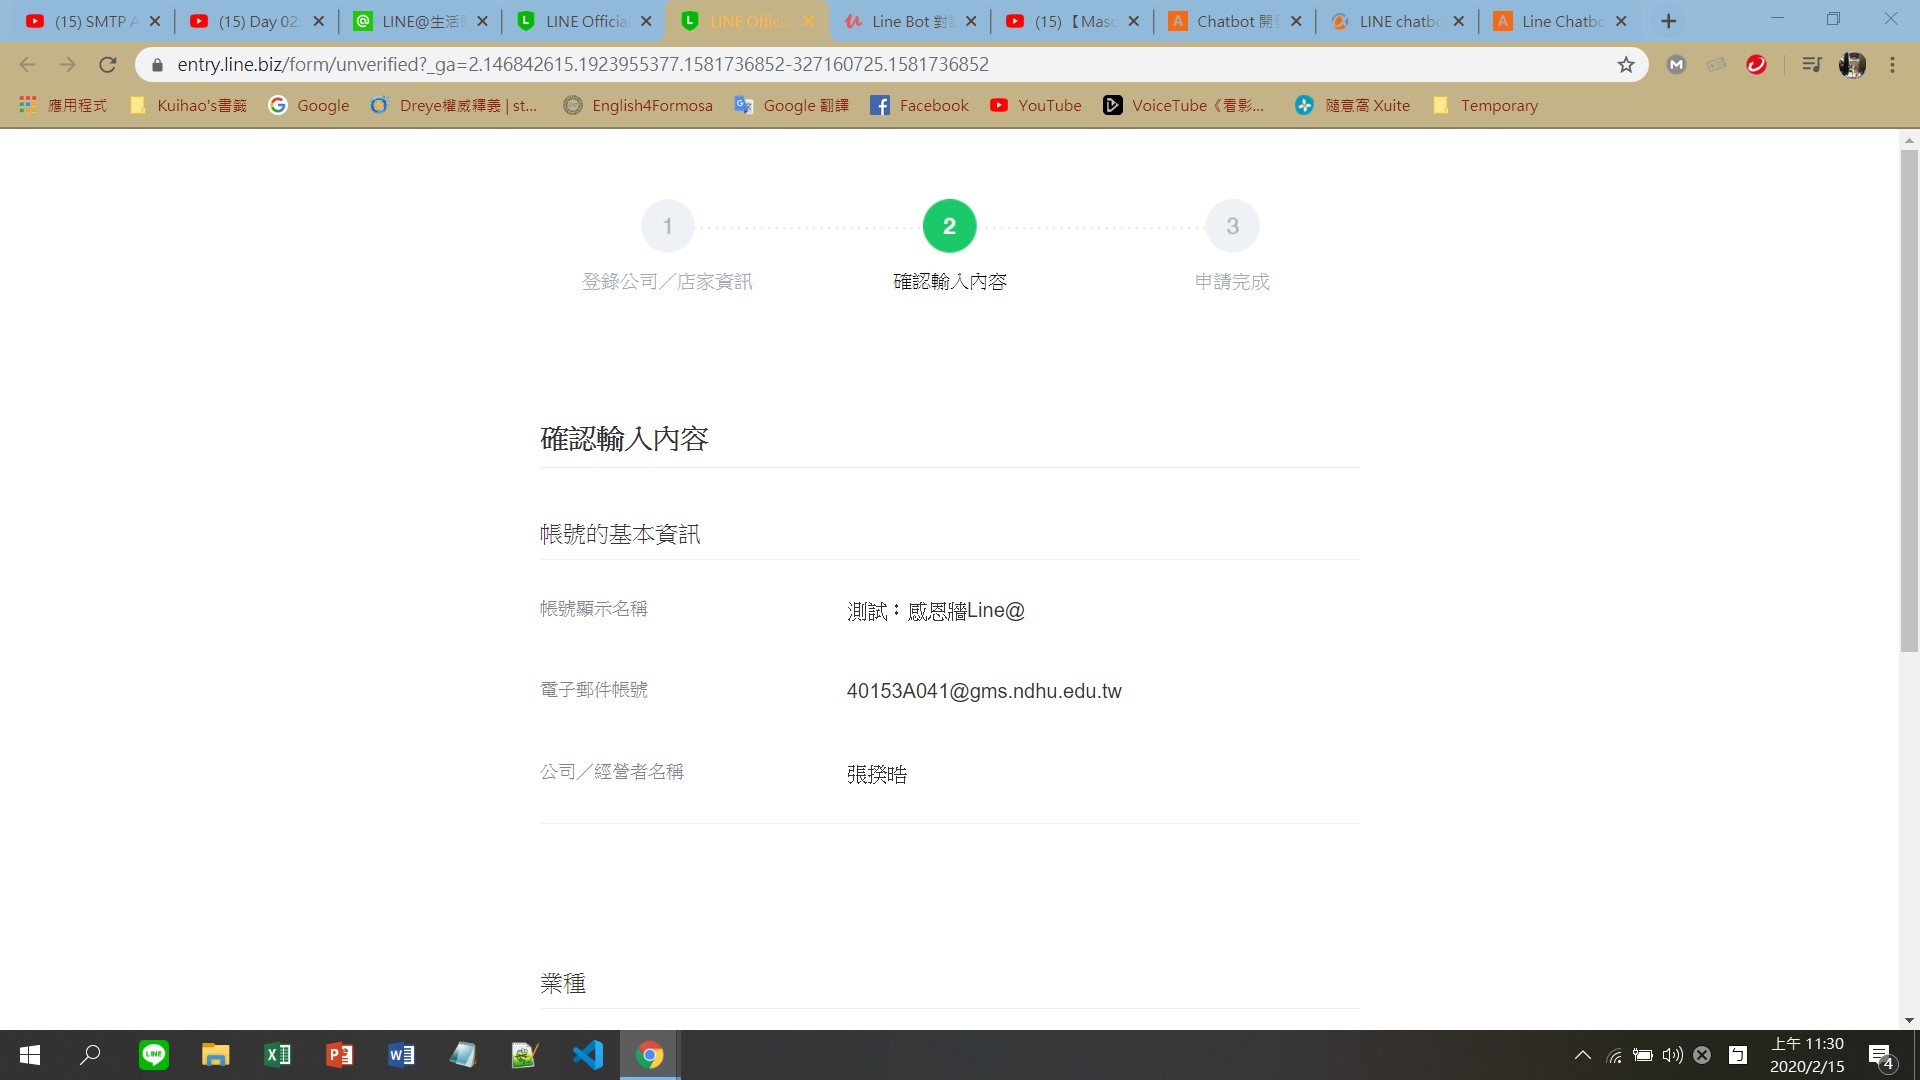 (15) SMTP A
(15) Day 02:
LINE@生活
LINE Officia
LINE Officia
Line Bot 對
(15)【Masc
Chatbot 開
LINE chatbo
Line Chatbo
entry.line.biz/form/unverified?_ga=2.146842615.1923955377.1581736852-327160725.1581736852
應用程式
Kuihao's書籤
Google
Dreye權威釋義 | st...
English4Formosa
Google 翻譯
Facebook
YouTube
VoiceTube《看影...
隨意窩 Xuite
Temporary
1
2
3
登錄公司／店家資訊
確認輸入內容
申請完成
確認輸入內容
帳號的基本資訊
帳號顯示名稱
測試：感恩牆Line@
電子郵件帳號
40153A041@gms.ndhu.edu.tw
公司／經營者名稱
張揆晧
業種
上午 11:30
2020/2/15
4